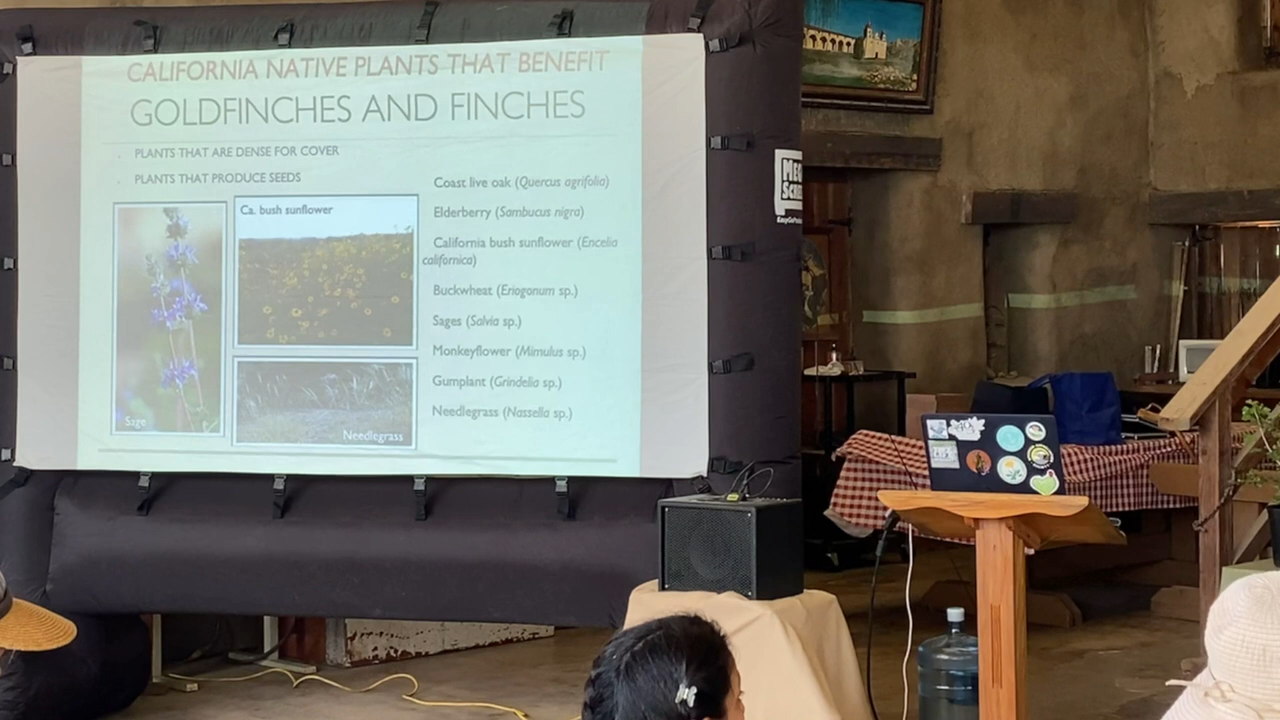 CALIFORNIA NATIVE PLANTS THAT BENEFIT
GOLDFINCHES AND FINCHES
PLANTS THAT ARE DENSE FOR COVER
PLANTS THAT PRODUCE SEEDS
Sage
Ca. bush sunflower
Needlegrass
Coast live oak (Quercus agrifolia)
Elderberry (Sambucus nigra)
California bush sunflower (Encelia
californica)
Buckwheat (Eriogonum sp.)
Sages (Salvia sp.)
Monkeyflower (Mimulus sp.)
Gumplant (Grindelia sp.)
Needlegrass (Nassella sp.)